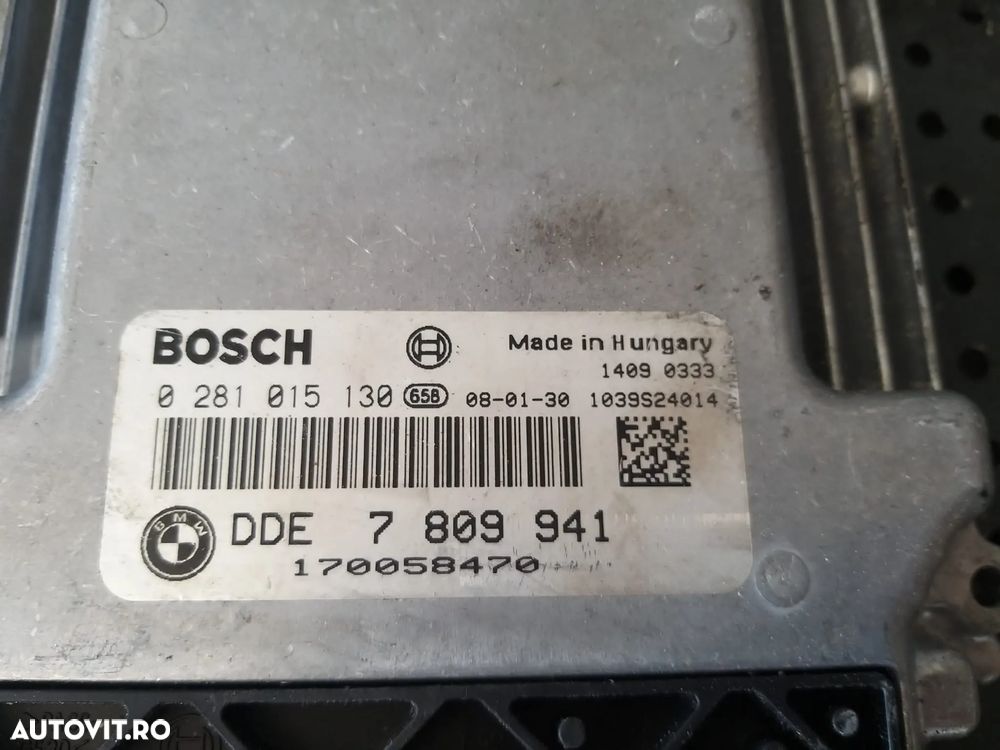 BOSCH
Made in Hungary
1409 0333
0 281 015 130 658 08-01-30 1039S24014
BMW
DDE 7 809 941
170058470
AUTOVIT.RO